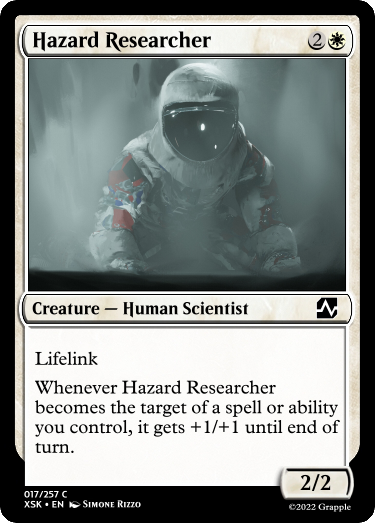 Hazard Researcher 2
Creature — Human Scientist
Lifelink
Whenever Hazard Researcher
becomes the target of a spell or ability
you control, it gets +1/+1 until end of
turn.
2/2
017/257 C
XSK • EN Simone Rizzo
©2022 Grapple